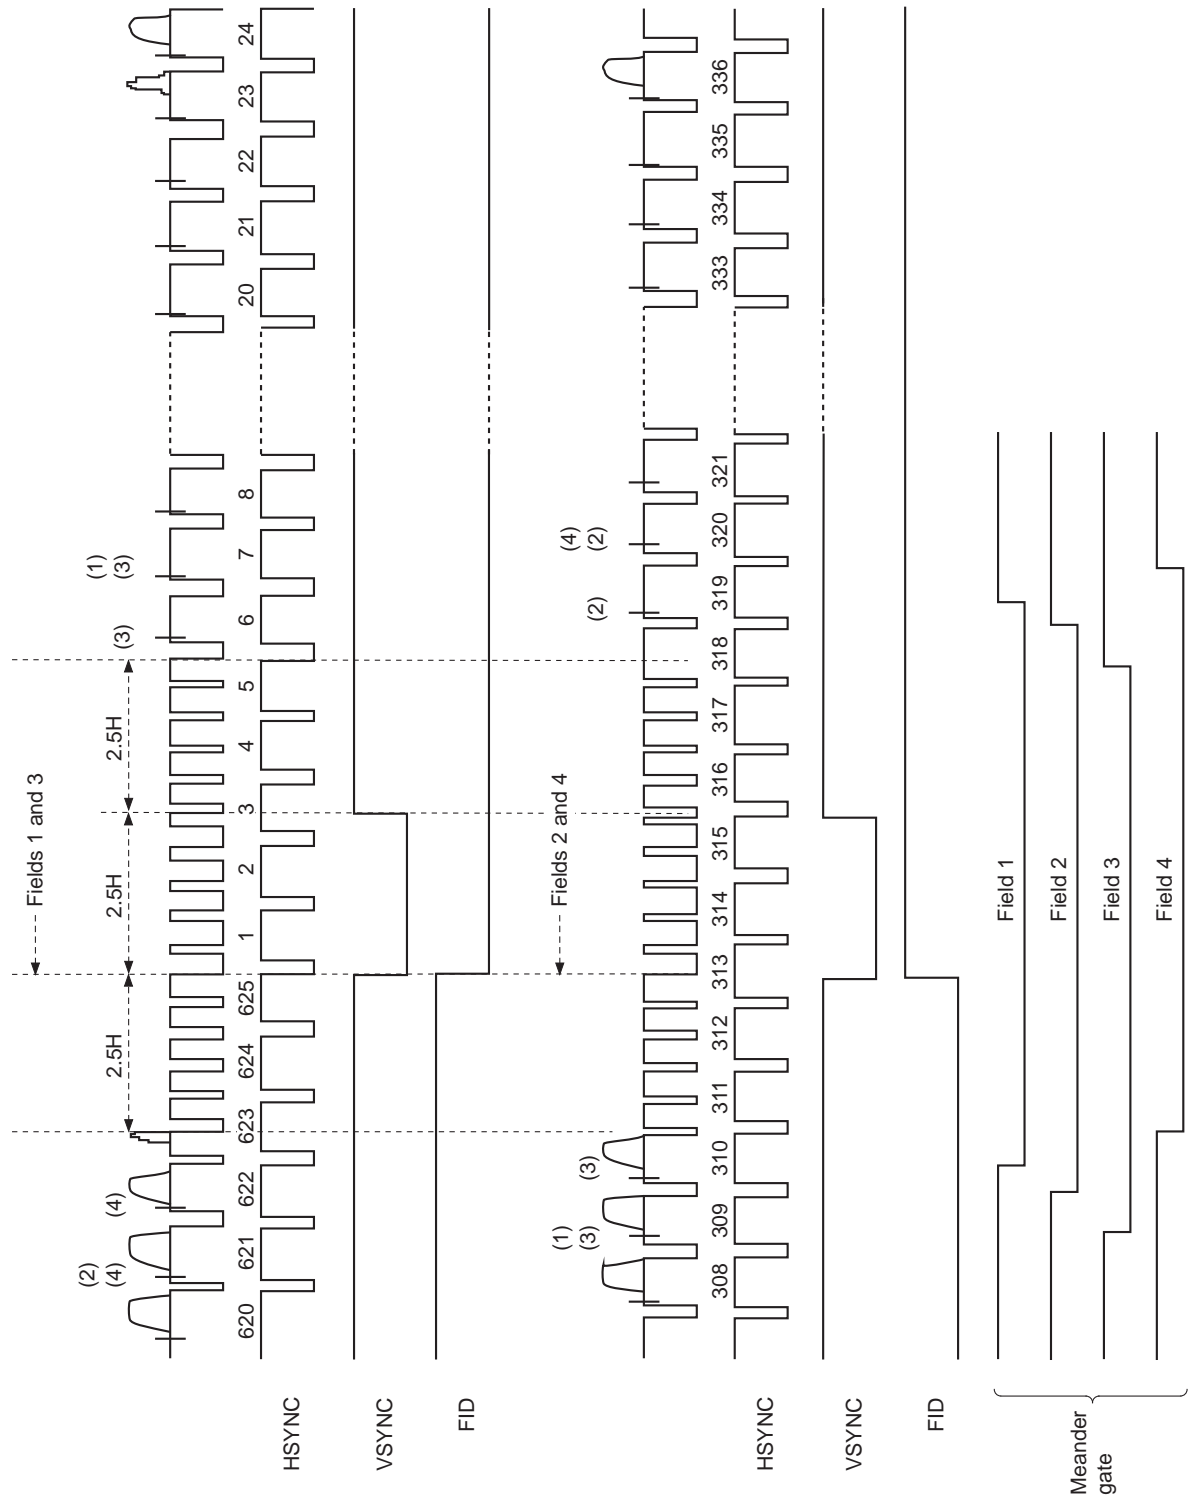 Fields 1 and 3
2.5H
2.5H
2.5H
(2)
(4)
(4)
(3)
(1)
(3)
620 621 622 623 624 625 1 2 3 4 5 6 7 8 20 21 22 23 24
HSYNC
VSYNC
FID
Fields 2 and 4
(1)
(3)
(3)
(2)
(4)
(2)
308 309 310 311 312 313 314 315 316 317 318 319 320 321 333 334 335 336
HSYNC
VSYNC
FID
Meander
gate
Field 1
Field 2
Field 3
Field 4